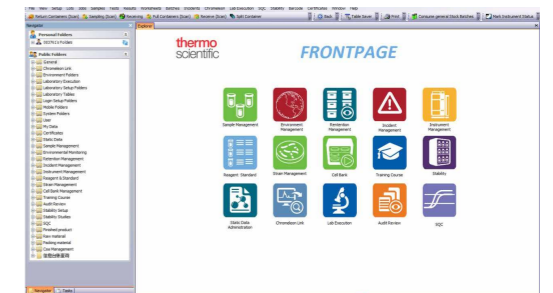 File View Setup Lots Jobs Samples Tests Results Worksheets Batches Incidents Chromeleon Lab Execution SQC Stability Barcode Certificates Window Help
Return Containers (Scan) Sampling (Scan) Receiving Pull Containers (Scan) Receive (Scan) Split Container Back Table Saver Print Consume general Stock Batches Mark Instrument Status
Navigator
Explorer
Personal Folders
Public Folders
General
Chromeleon Link
Environment Folders
Laboratory Execution
Laboratory Setup Folders
Laboratory Tables
Login Setup Folders
Mobile Folders
System Folders
User
My Data
Certificates
Static Data
Sample Management
Environmental Monitoring
Retention Management
Incident Management
Instrument Management
Reagent & Standard
Strain Management
Cell Bank Management
Training Course
Audit Review
Stability Setup
Stability Studies
SQC
Finished product
Raw material
Packing material
Coa Management
thermo
scientific
FRONTPAGE
Sample Management
Environment
Management
Retention
Management
Incident
Management
Instrument
Management
Reagent Standard
Strain Management
Cell Bank
Training Course
Stability
Static Data
Administration
Chromeleon Link
Lab Execution
Audit Review
SQC
Navigator Tasks